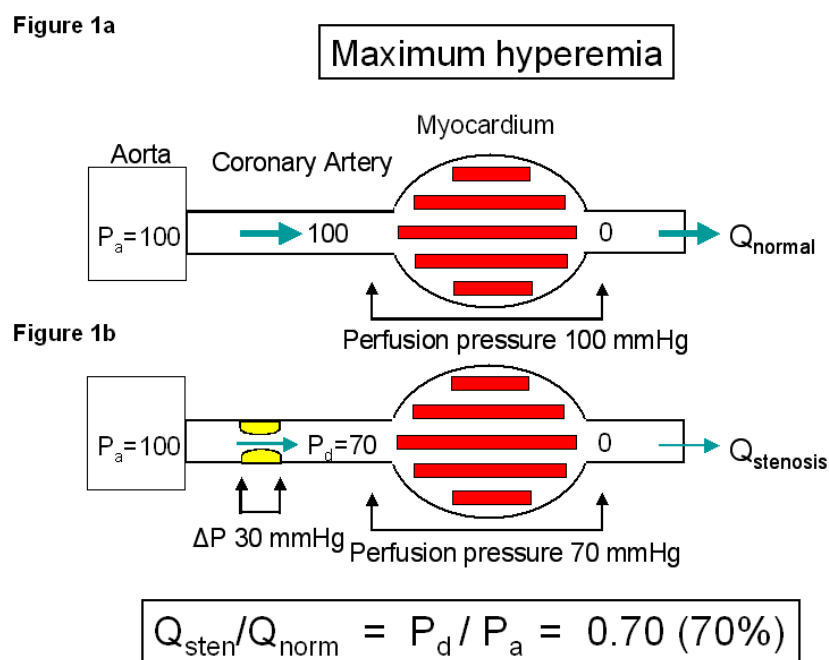 Figure 1a
Maximum hyperemia
Myocardium
Aorta
Coronary Artery
Pa=100
100
0
Qnormal
Perfusion pressure 100 mmHg
Figure 1b
Pa=100
Pd=70
0
Qstenosis
ΔP 30 mmHg
Perfusion pressure 70 mmHg
Qsten/Qnorm = Pd / Pa = 0.70 (70%)